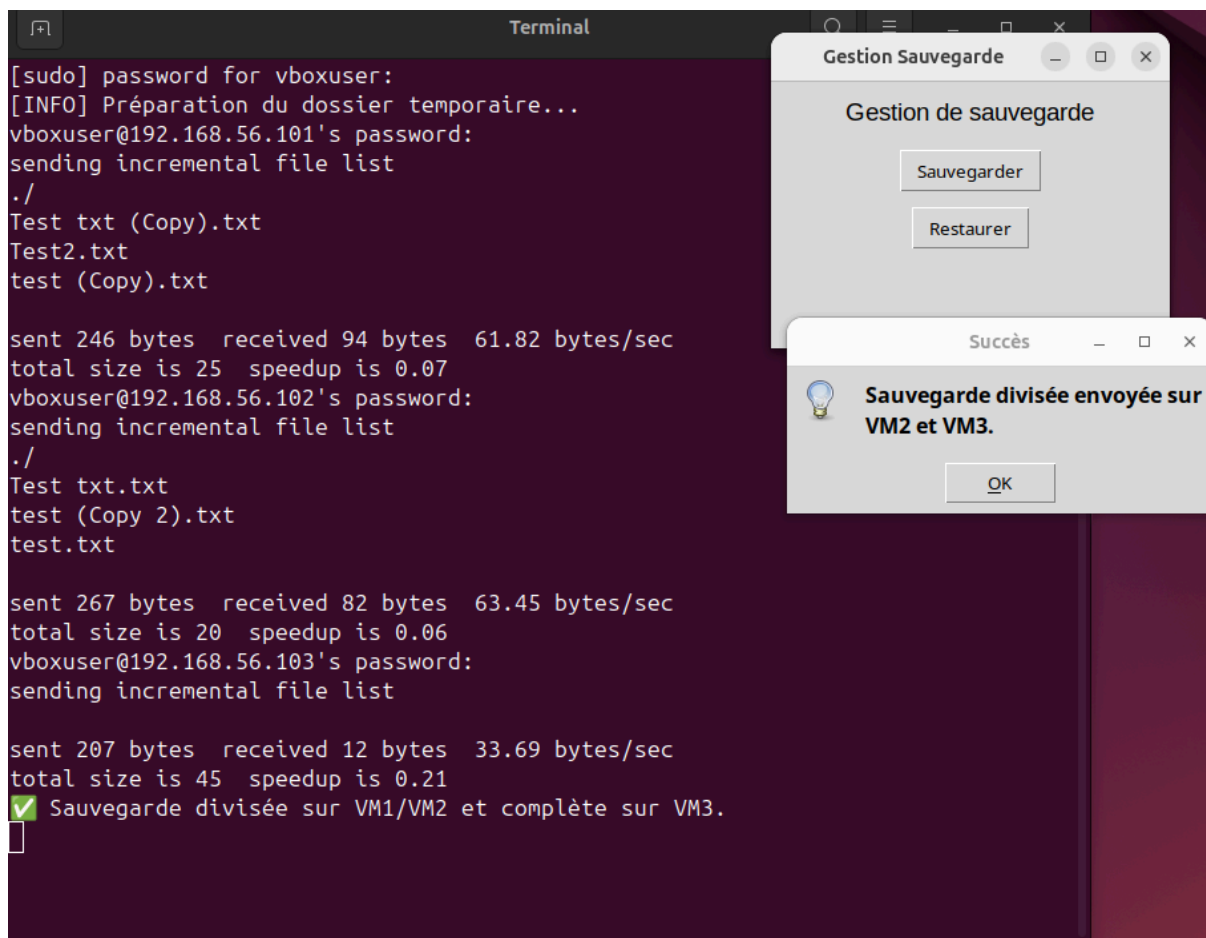 Terminal
[sudo] password for vboxuser:
[INFO] Préparation du dossier temporaire...
vboxuser@192.168.56.101's password:
sending incremental file list
./
Test txt (Copy).txt
Test2.txt
test (Copy).txt
sent 246 bytes  received 94 bytes  61.82 bytes/sec
total size is 25  speedup is 0.07
vboxuser@192.168.56.102's password:
sending incremental file list
./
Test txt.txt
test (Copy 2).txt
test.txt
sent 267 bytes  received 82 bytes  63.45 bytes/sec
total size is 20  speedup is 0.06
vboxuser@192.168.56.103's password:
sending incremental file list
sent 207 bytes  received 12 bytes  33.69 bytes/sec
total size is 45  speedup is 0.21
✅ Sauvegarde divisée sur VM1/VM2 et complète sur VM3.
Gestion Sauvegarde
Gestion de sauvegarde
Sauvegarder
Restaurer
Succès
Sauvegarde divisée envoyée sur
VM2 et VM3.
OK